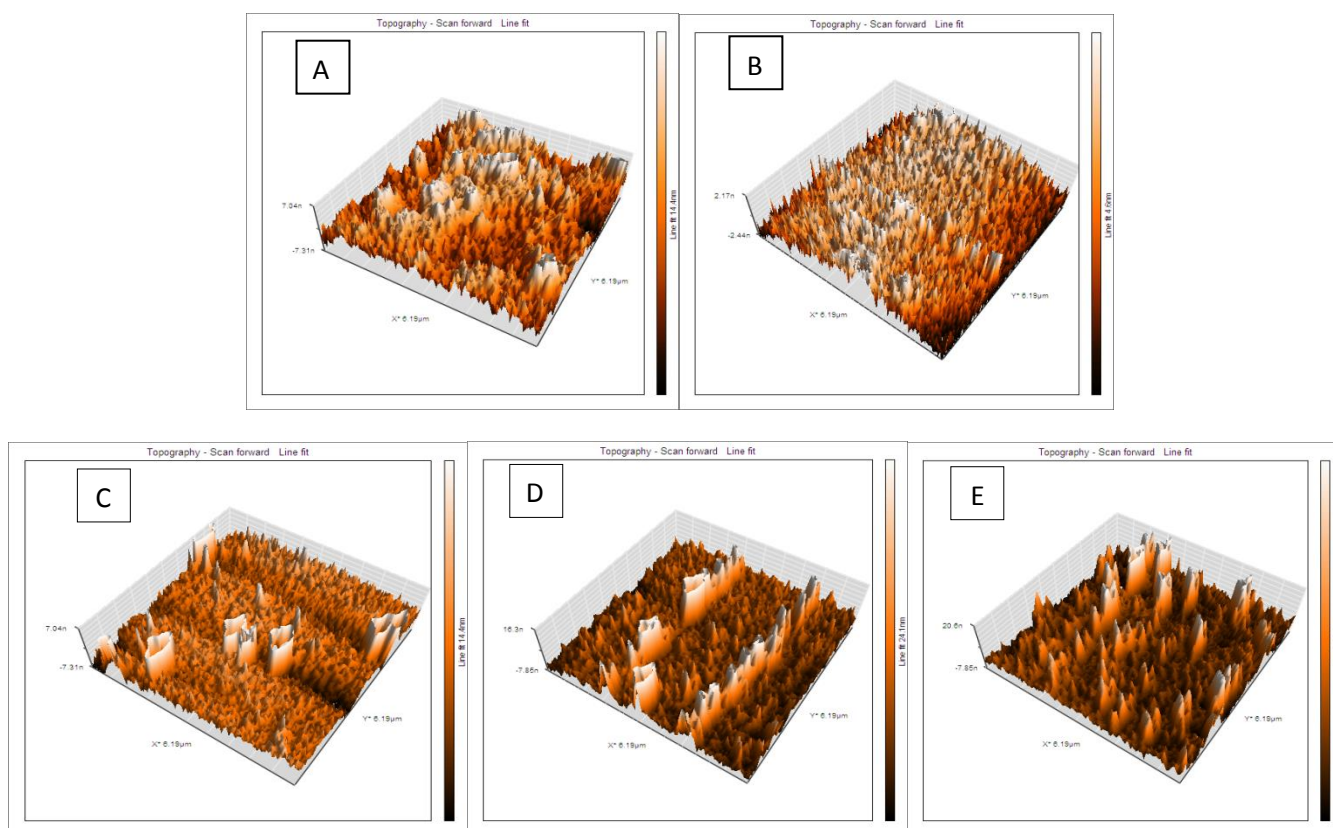 Topography - Scan forward Line fit
A
7.04n
-7.31n
X* 6.19µm
Y* 6.19µm
Line fit 14.4nm
Topography - Scan forward Line fit
B
2.17n
-2.44n
X* 6.19µm
Y* 6.19µm
Line fit 4.6nm
Topography - Scan forward Line fit
C
7.04n
-7.31n
X* 6.19µm
Y* 6.19µm
Line fit 14.4nm
Topography - Scan forward Line fit
D
16.3n
-7.85n
X* 6.19µm
Y* 6.19µm
Line fit 24.1nm
Topography - Scan forward Line fit
E
20.6n
-7.85n
X* 6.19µm
Y* 6.19µm